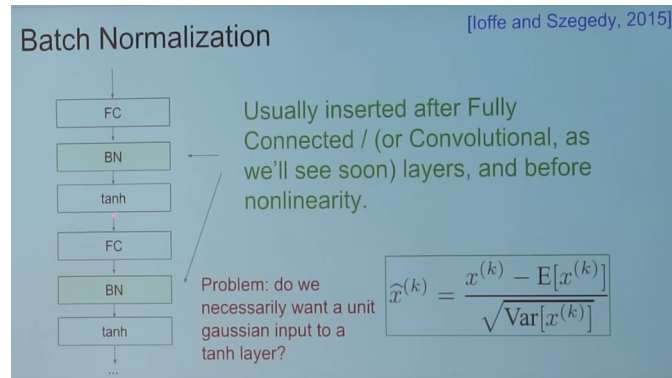 Batch Normalization
[Ioffe and Szegedy, 2015]
FC
BN
tanh
FC
BN
tanh
...
Usually inserted after Fully
Connected / (or Convolutional, as
we'll see soon) layers, and before
nonlinearity.
Problem: do we
necessarily want a unit
gaussian input to a
tanh layer?
x̂^(k) = (x^(k) − E[x^(k)]) / √Var[x^(k)]